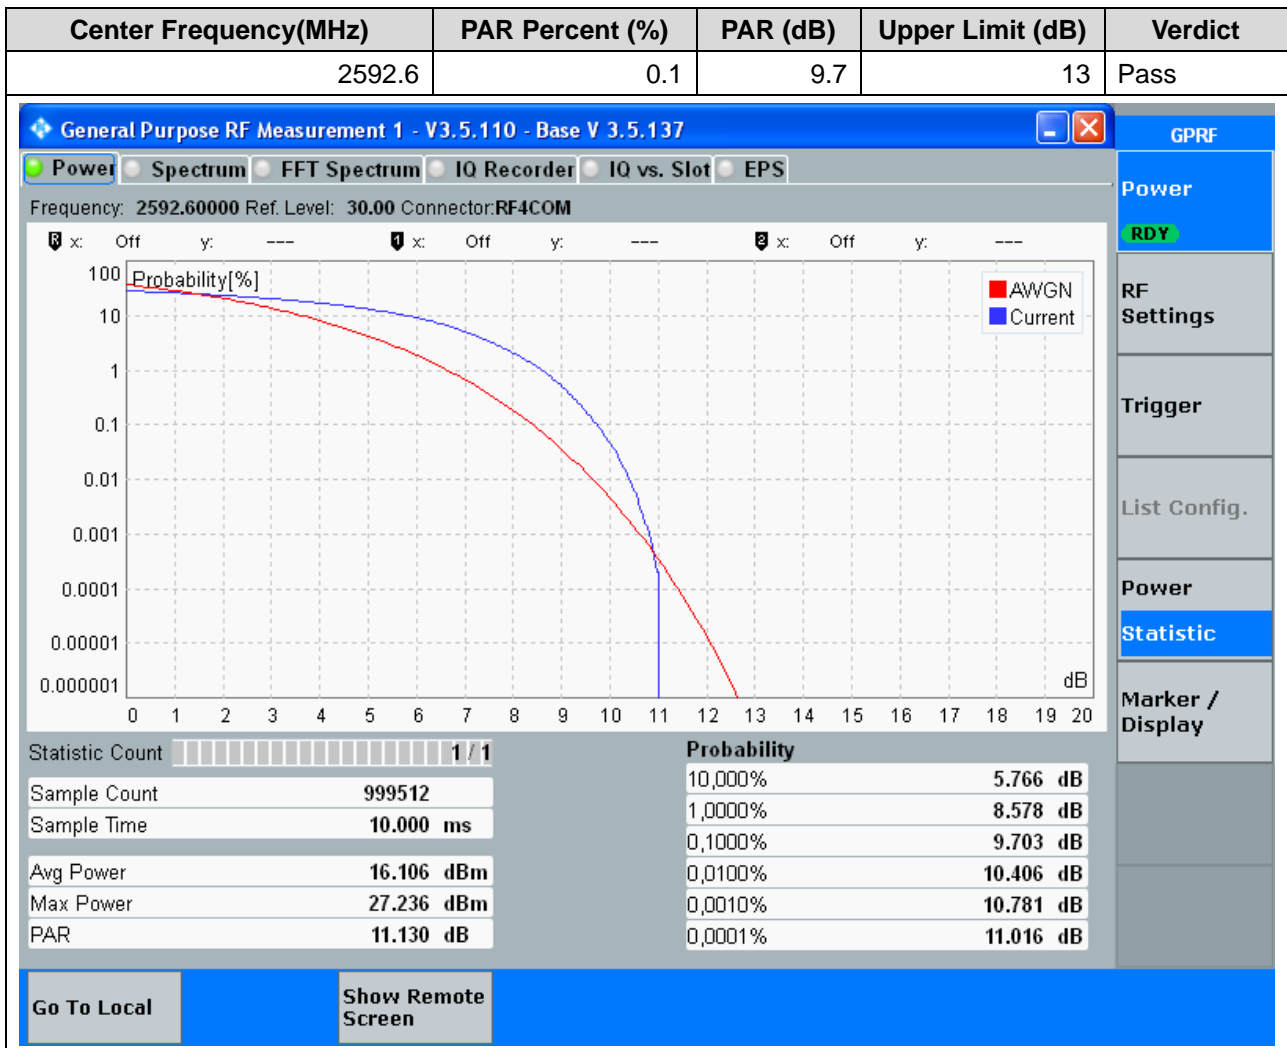 Center Frequency(MHz) PAR Percent (%) PAR (dB) Upper Limit (dB) Verdict
2592.6 0.1 9.7 13 Pass
General Purpose RF Measurement 1 - V3.5.110 - Base V 3.5.137
GPRF
Power Spectrum FFT Spectrum IQ Recorder IQ vs. Slot EPS
Power
RDY
Frequency: 2592.60000 Ref. Level: 30.00 Connector:RF4COM
R x: Off y: --- 1 x: Off y: --- 2 x: Off y: ---
Probability[%]
AWGN
Current
100
10
1
0.1
0.01
0.001
0.0001
0.00001
0.000001
dB
0 1 2 3 4 5 6 7 8 9 10 11 12 13 14 15 16 17 18 19 20
RF
Settings
Trigger
List Config.
Power
Statistic
Marker /
Display
Statistic Count 1 / 1
Sample Count 999512
Sample Time 10.000 ms
Avg Power 16.106 dBm
Max Power 27.236 dBm
PAR 11.130 dB
Probability
10,000% 5.766 dB
1,0000% 8.578 dB
0,1000% 9.703 dB
0,0100% 10.406 dB
0,0010% 10.781 dB
0,0001% 11.016 dB
Go To Local
Show Remote
Screen